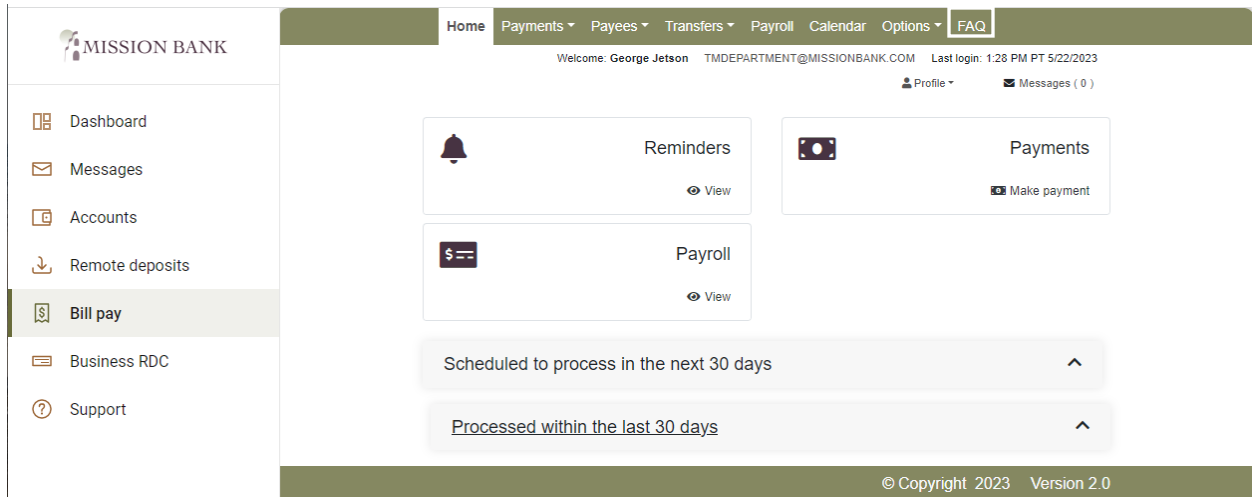 MISSION BANK
Home Payments Payees Transfers Payroll Calendar Options FAQ
Welcome: George Jetson TMDEPARTMENT@MISSIONBANK.COM Last login: 1:28 PM PT 5/22/2023
Profile Messages ( 0 )
Dashboard
Messages
Accounts
Remote deposits
Bill pay
Business RDC
Support
Reminders
View
Payments
Make payment
Payroll
View
Scheduled to process in the next 30 days
Processed within the last 30 days
© Copyright 2023 Version 2.0